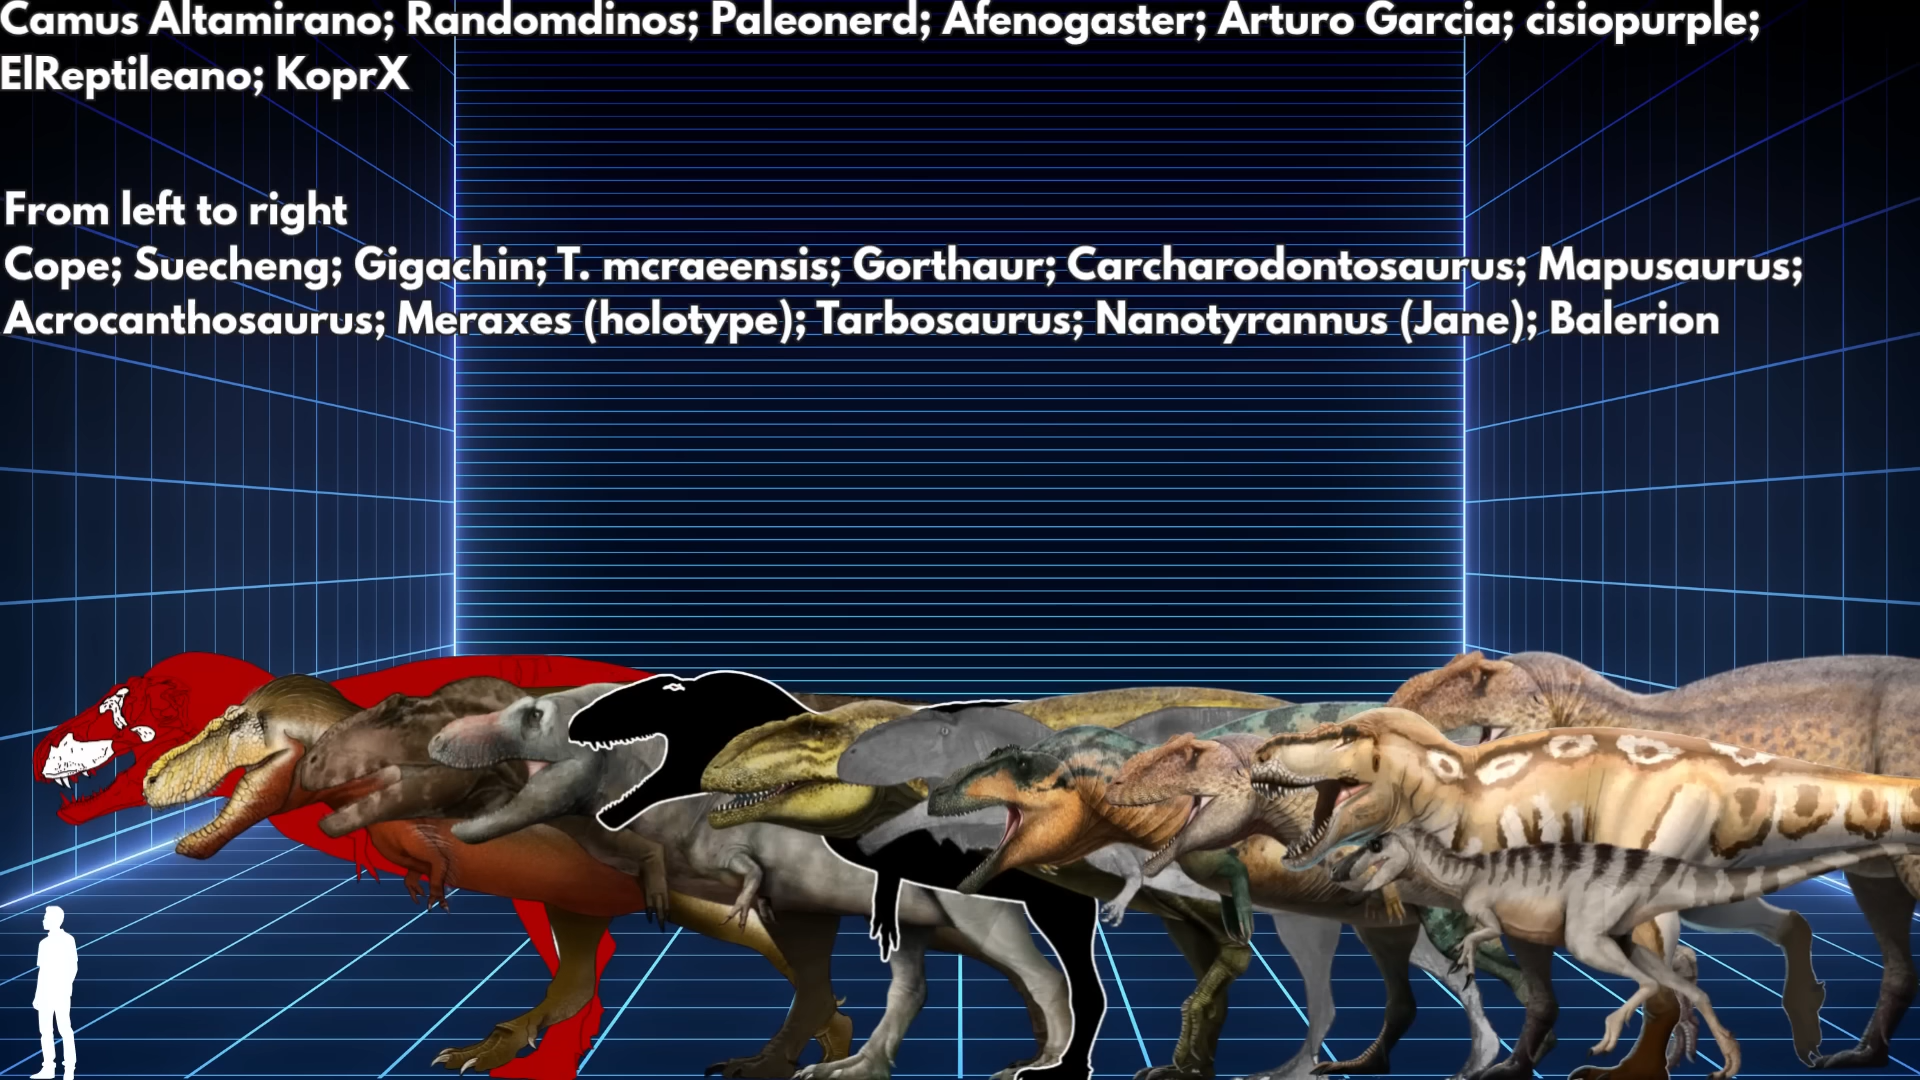 Camus Altamirano; Randomdinos; Paleonerd; Afenogaster; Arturo Garcia; cisiopurple;
ElReptileano; KoprX
From left to right
Cope; Suecheng; Gigachin; T. mcraeensis; Gorthaur; Carcharodontosaurus; Mapusaurus;
Acrocanthosaurus; Meraxes (holotype); Tarbosaurus; Nanotyrannus (Jane); Balerion